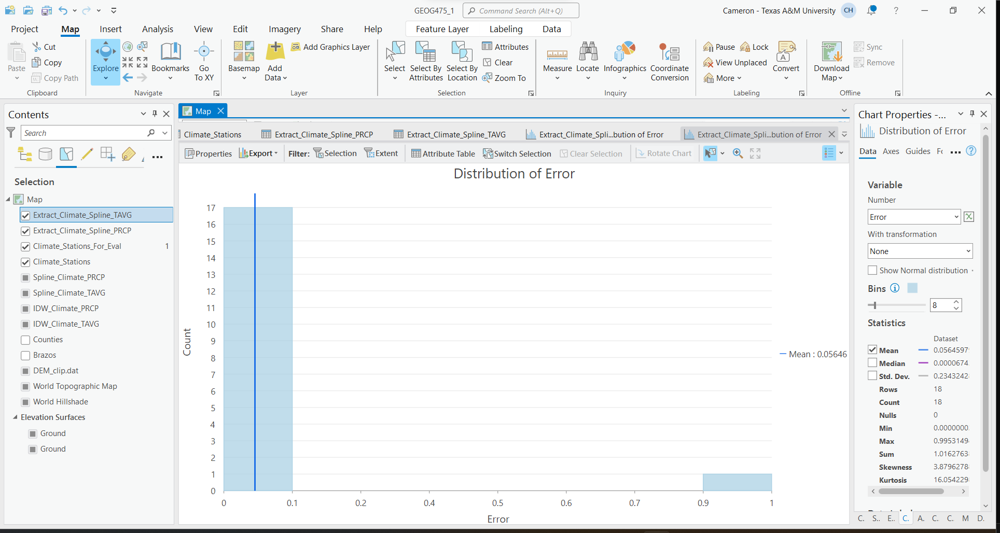 GEOG475_1
Command Search (Alt+Q)
Cameron - Texas A&M University
CH
?
Project
Map
Insert
Analysis
View
Edit
Imagery
Share
Help
Feature Layer
Labeling
Data
Paste
Cut
Copy
Copy Path
Clipboard
Explore
Bookmarks
Go To XY
Navigate
Basemap
Add Data
Add Graphics Layer
Layer
Select
Select By Attributes
Select By Location
Attributes
Clear
Zoom To
Selection
Measure
Locate
Infographics
Coordinate Conversion
Inquiry
Pause
Lock
View Unplaced
More
Convert
Labeling
Download Map
Sync
Remove
Offline
Contents
Search
Selection
Map
Extract_Climate_Spline_TAVG
Extract_Climate_Spline_PRCP
Climate_Stations_For_Eval 1
Climate_Stations
Spline_Climate_PRCP
Spline_Climate_TAVG
IDW_Climate_PRCP
IDW_Climate_TAVG
Counties
Brazos
DEM_clip.dat
World Topographic Map
World Hillshade
Elevation Surfaces
Ground
Ground
Map
Climate_Stations
Extract_Climate_Spline_PRCP
Extract_Climate_Spline_TAVG
Extract_Climate_Spli...bution of Error
Extract_Climate_Spli...bution of Error
Properties
Export
Filter:
Selection
Extent
Attribute Table
Switch Selection
Clear Selection
Rotate Chart
Distribution of Error
17
16
15
14
13
12
11
10
9
8
7
6
5
4
3
2
1
0
Count
0 0.1 0.2 0.4 0.5 0.6 0.7 0.9 1
Error
Mean : 0.05646
Chart Properties -...
Distribution of Error
Data Axes Guides Fo ... ?
Variable
Number
Error
With transformation
None
Show Normal distribution
Bins
8
Statistics
Dataset
Mean 0.0564597
Median 0.0000674
Std. Dev. 0.2343242
Rows 18
Count 18
Nulls 0
Min 0.0000000
Max 0.9953149
Sum 1.0162763
Skewness 3.8796278
Kurtosis 16.054229
C. S.. E.. C. A. C. C. M D.